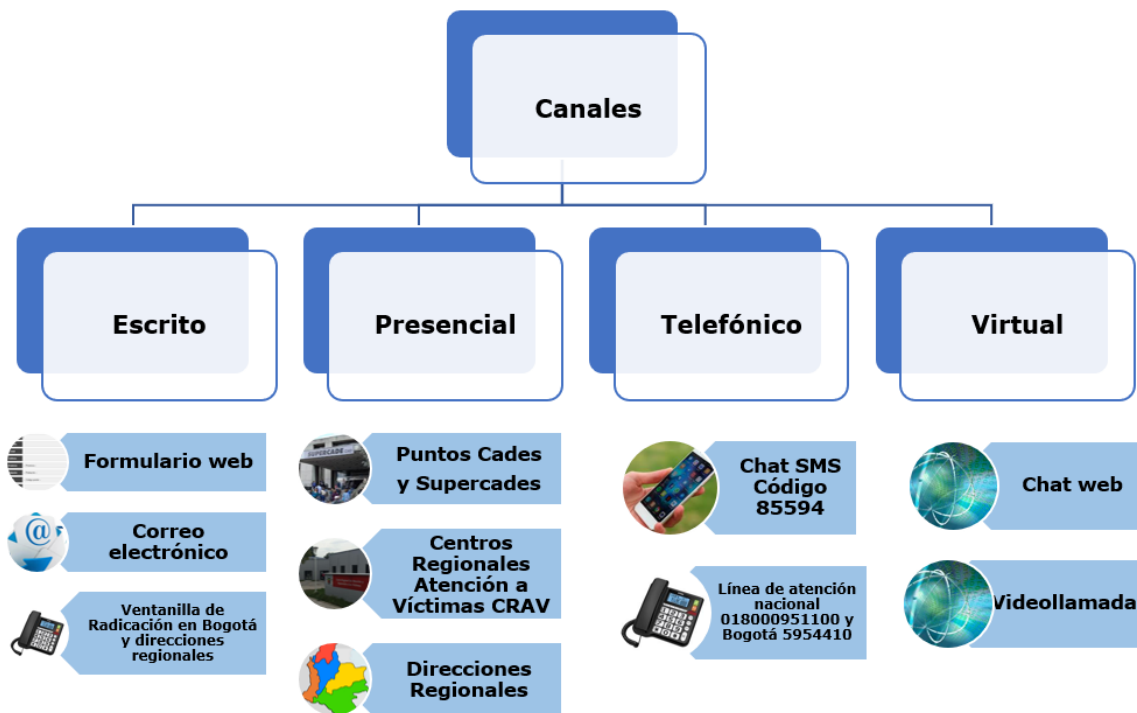 Canales
Escrito
Presencial
Telefónico
Virtual
Formulario web
Correo
electrónico
Ventanilla de
Radicación en Bogotá
y direcciones
regionales
SUPERCADE
Puntos Cades
y Supercades
Centros
Regionales
Atención a
Víctimas CRAV
Direcciones
Regionales
Chat SMS
Código
85594
Línea de atención
nacional
018000951100 y
Bogotá 5954410
Chat web
Videollamada